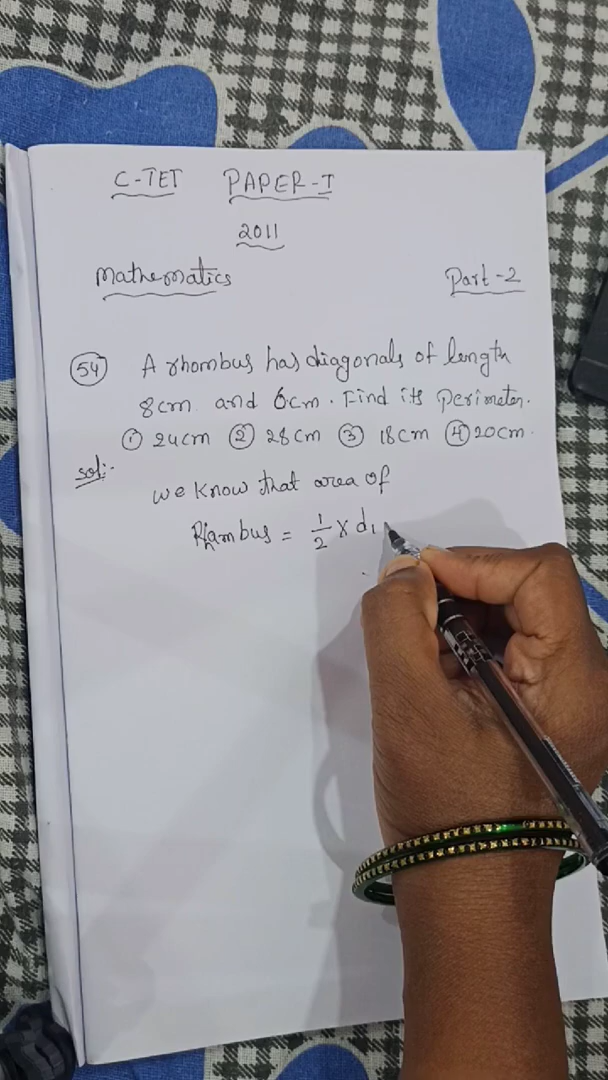 C-TET PAPER-I
2011
Mathematics Part-2
54 A rhombus has diagonals of length
8cm and 6cm. Find its perimeter.
① 24cm ② 28cm ③ 18cm ④ 20cm.
Sol:-
We know that area of
Rhambus = 1/2 x d1